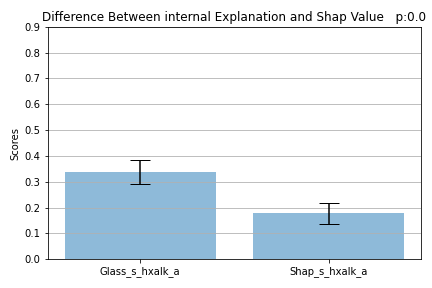 Difference Between internal Explanation and Shap Value   p:0.0
0.9
0.8
0.7
0.6
0.5
0.4
0.3
0.2
0.1
0.0
Scores
Glass_s_hxalk_a
Shap_s_hxalk_a